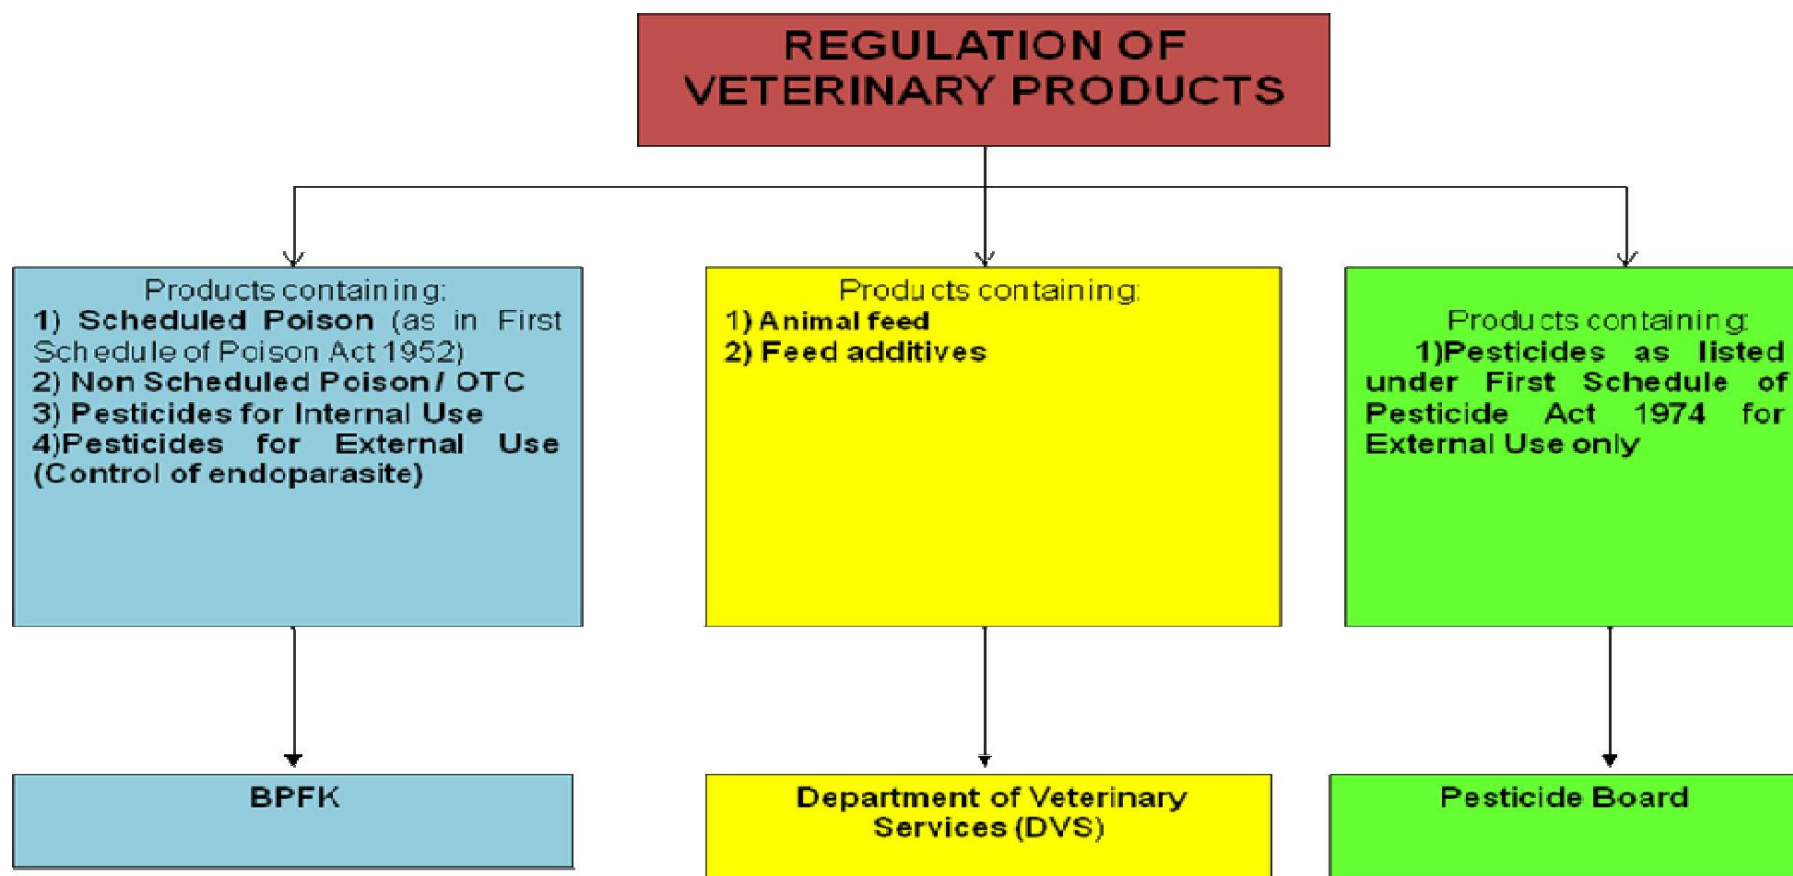 REGULATION OF
VETERINARY PRODUCTS
Products containing:
1) Scheduled Poison (as in First
Schedule of Poison Act 1952)
2) Non Scheduled Poison / OTC
3) Pesticides for Internal Use
4)Pesticides for External Use
(Control of endoparasite)
Products containing:
1) Animal feed
2) Feed additives
Products containing:
1)Pesticides as listed
under First Schedule of
Pesticide Act 1974 for
External Use only
BPFK
Department of Veterinary
Services (DVS)
Pesticide Board